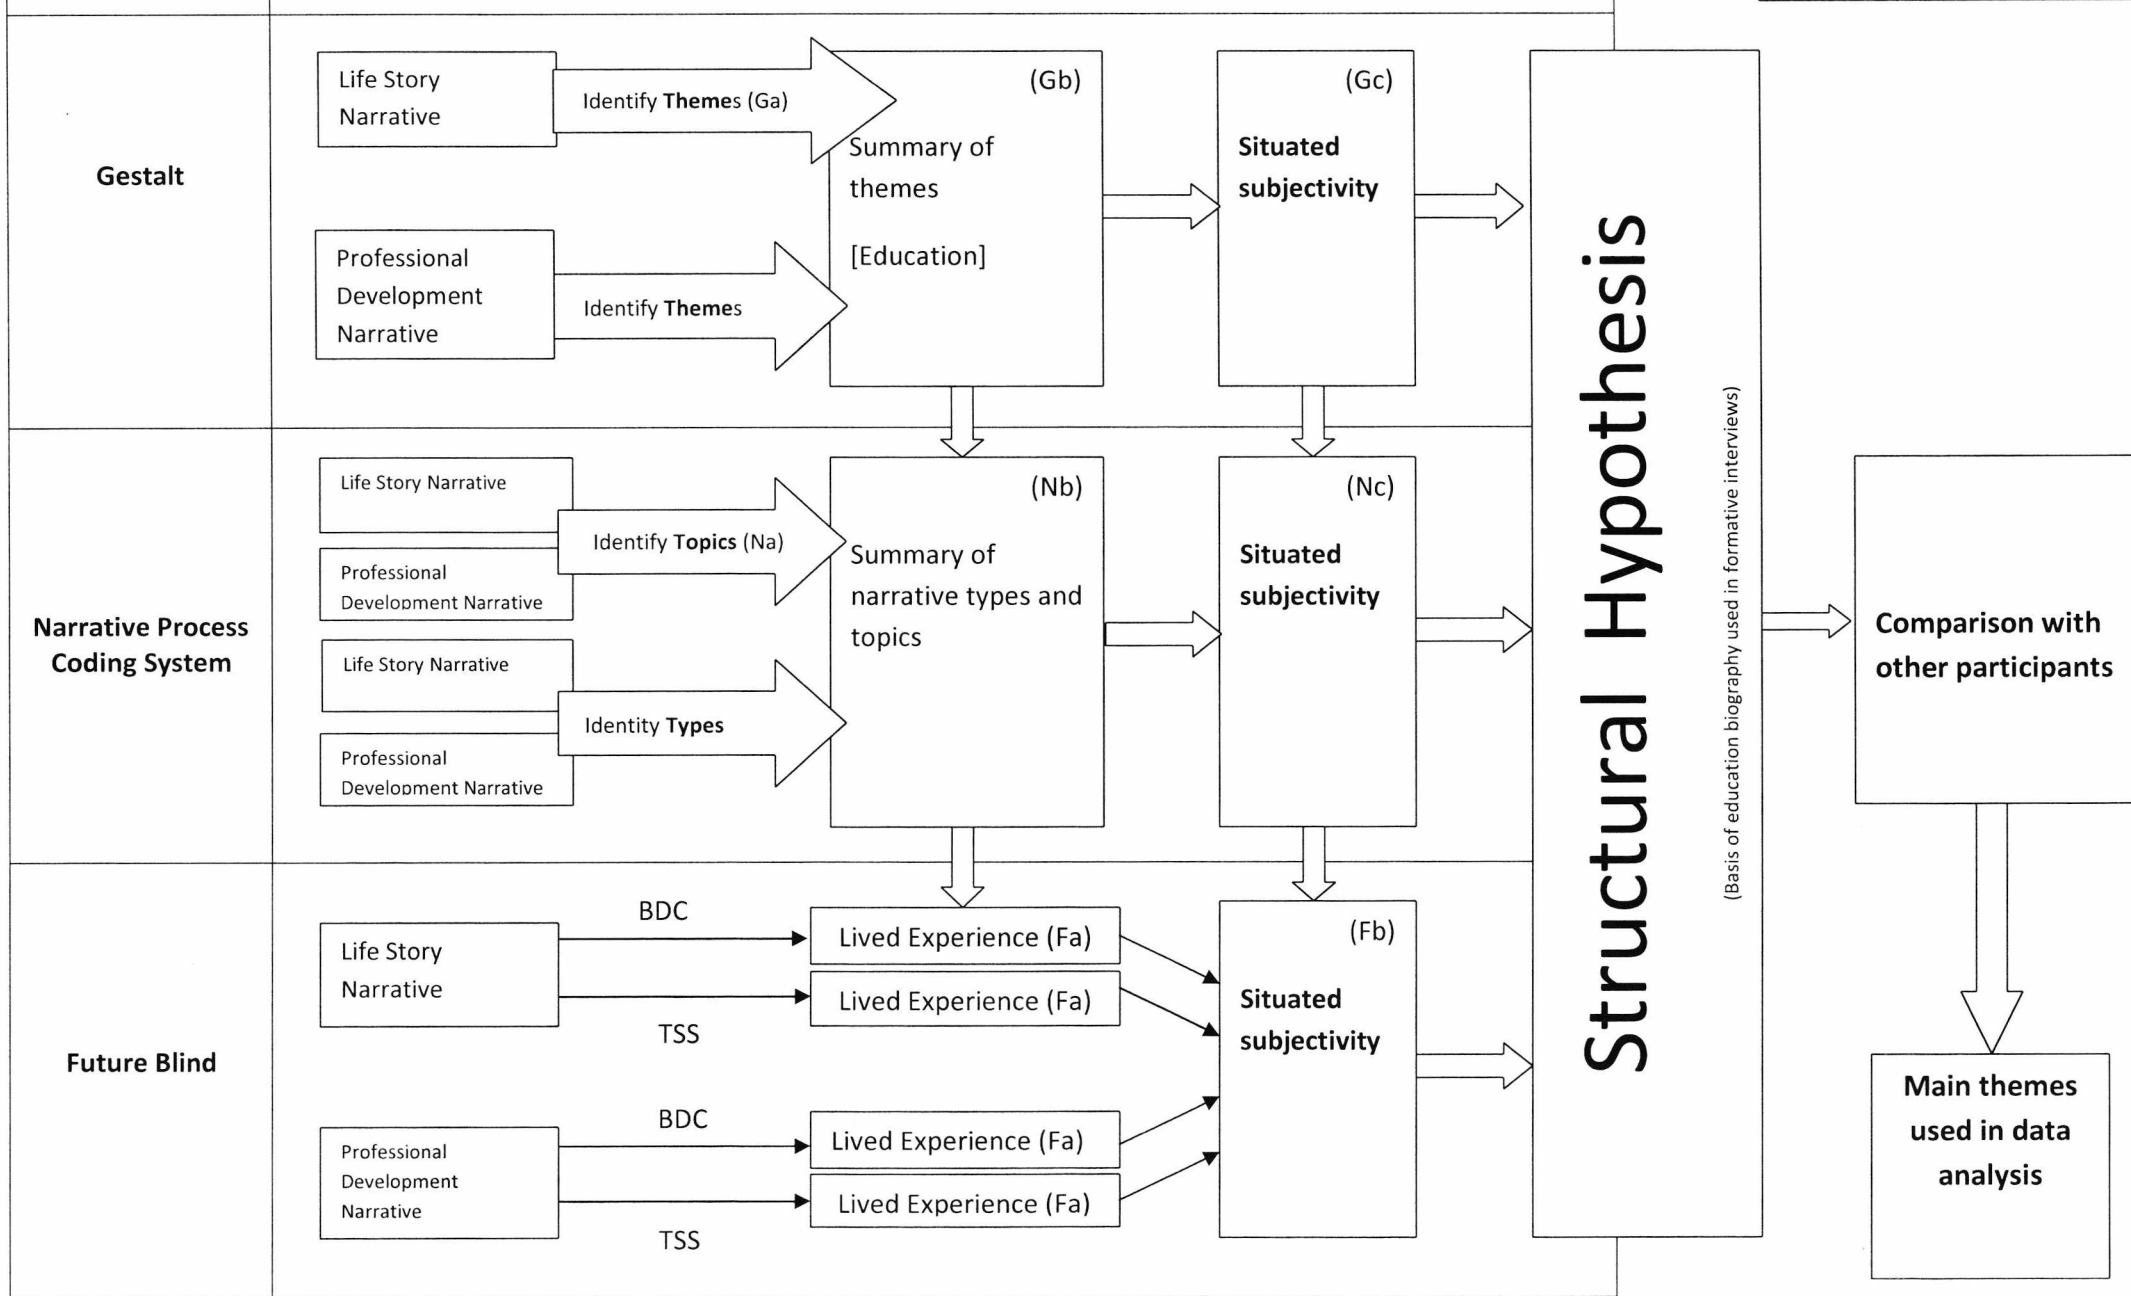 Gestalt
Life Story
Narrative
Identify Themes (Ga)
Professional
Development
Narrative
Identify Themes
(Gb)
Summary of
themes
[Education]
(Gc)
Situated
subjectivity
Narrative Process
Coding System
Life Story Narrative
Professional
Development Narrative
Identify Topics (Na)
Life Story Narrative
Professional
Development Narrative
Identity Types
(Nb)
Summary of
narrative types and
topics
(Nc)
Situated
subjectivity
Future Blind
Life Story
Narrative
BDC
TSS
Lived Experience (Fa)
Lived Experience (Fa)
Professional
Development
Narrative
BDC
TSS
Lived Experience (Fa)
Lived Experience (Fa)
(Fb)
Situated
subjectivity
Structural Hypothesis
(Basis of education biography used in formative interviews)
Comparison with
other participants
Main themes
used in data
analysis